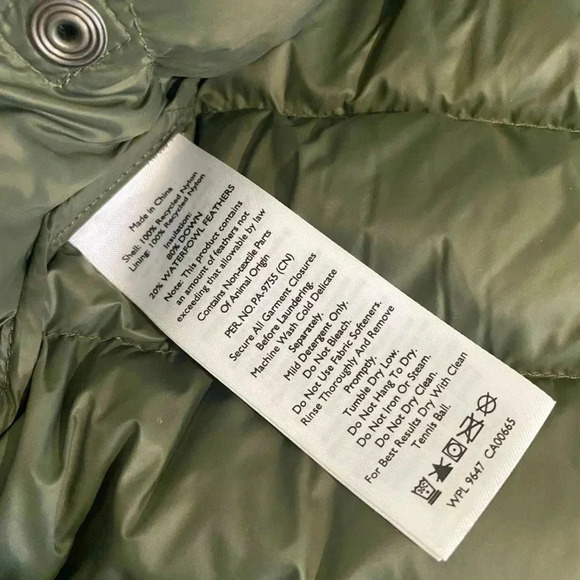 Made in China
Shell: 100% Recycled Nylon
Lining: 100% Recycled Nylon
Insulation:
80% DOWN
20% WATERFOWL FEATHERS
Note: This product contains
an amount of feathers not
exceeding that allowable by law
Contains Non-textile Parts
Of Animal Origin
PER NO.PA-9755 (CN)
Secure All Garment Closures
Before Laundering.
Machine Wash Cold Delicate
Separately.
Mild Detergent Only.
Do Not Bleach.
Do Not Use Fabric Softeners.
Rinse Thoroughly And Remove
Promptly.
Tumble Dry Low.
Do Not Hang To Dry.
Do Not Iron Or Steam.
Do Not Dry Clean.
For Best Results Dry With Clean
Tennis Ball.
WPL 9647 CA00665